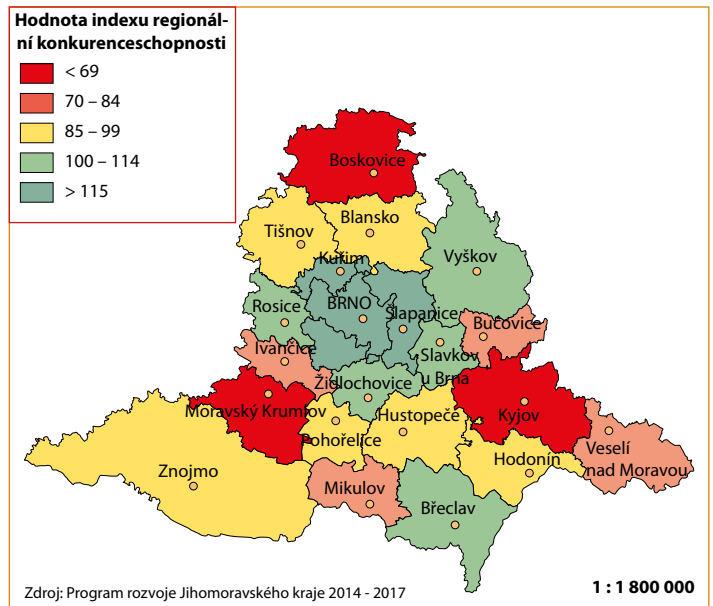 Hodnota indexu regionál-
ní konkurenceschopnosti
< 69
70 – 84
85 – 99
100 – 114
> 115
Boskovice
Blansko
Tišnov
Kuřim
Vyškov
Rosice
BRNO
Šlapanice
Bučovice
Ivančice
Slavkov
u Brna
Židlochovice
Moravský Krumlov
Hustopeče
Kyjov
Pohořelice
Veselí
nad Moravou
Hodonín
Znojmo
Mikulov
Břeclav
Zdroj: Program rozvoje Jihomoravského kraje 2014 - 2017
1 : 1 800 000